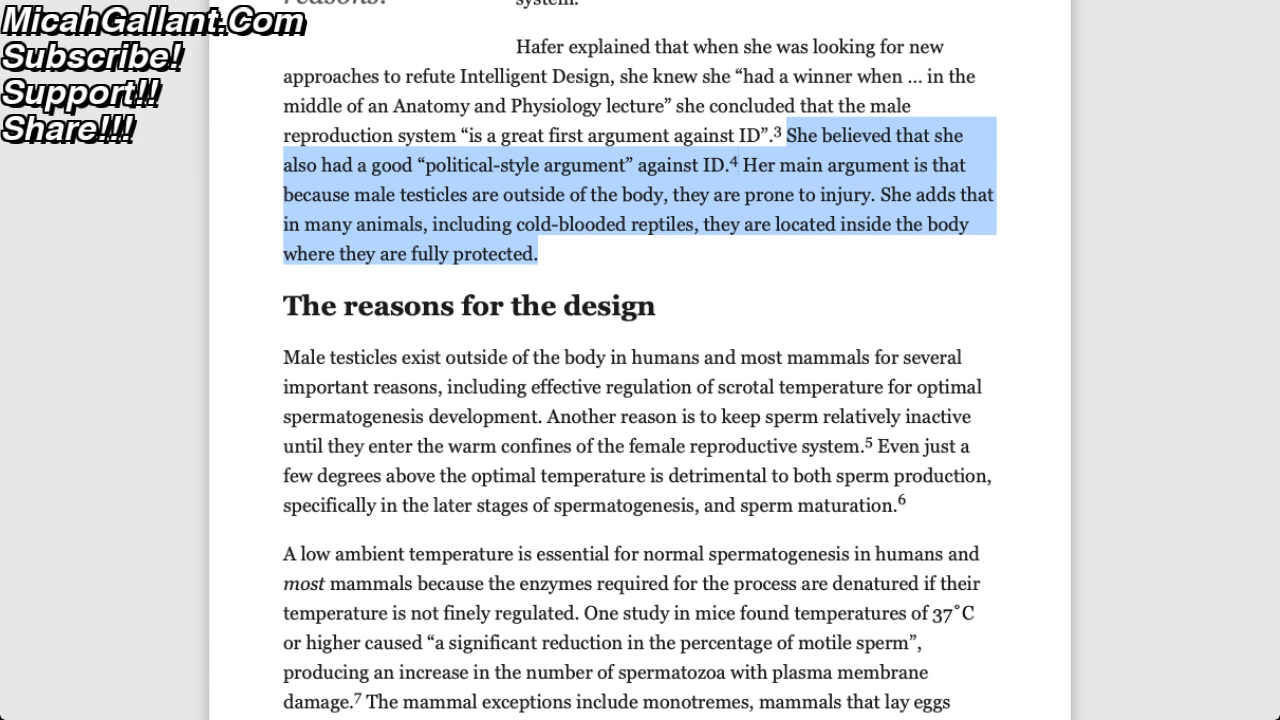 MicahGallant.Com
Subscribe!
Support!!
Share!!!
reasons.
system.
Hafer explained that when she was looking for new
approaches to refute Intelligent Design, she knew she “had a winner when … in the
middle of an Anatomy and Physiology lecture” she concluded that the male
reproduction system “is a great first argument against ID”.3 She believed that she
also had a good “political-style argument” against ID.4 Her main argument is that
because male testicles are outside of the body, they are prone to injury. She adds that
in many animals, including cold-blooded reptiles, they are located inside the body
where they are fully protected.
The reasons for the design
Male testicles exist outside of the body in humans and most mammals for several
important reasons, including effective regulation of scrotal temperature for optimal
spermatogenesis development. Another reason is to keep sperm relatively inactive
until they enter the warm confines of the female reproductive system.5 Even just a
few degrees above the optimal temperature is detrimental to both sperm production,
specifically in the later stages of spermatogenesis, and sperm maturation.6
A low ambient temperature is essential for normal spermatogenesis in humans and
most mammals because the enzymes required for the process are denatured if their
temperature is not finely regulated. One study in mice found temperatures of 37˚C
or higher caused “a significant reduction in the percentage of motile sperm”,
producing an increase in the number of spermatozoa with plasma membrane
damage.7 The mammal exceptions include monotremes, mammals that lay eggs